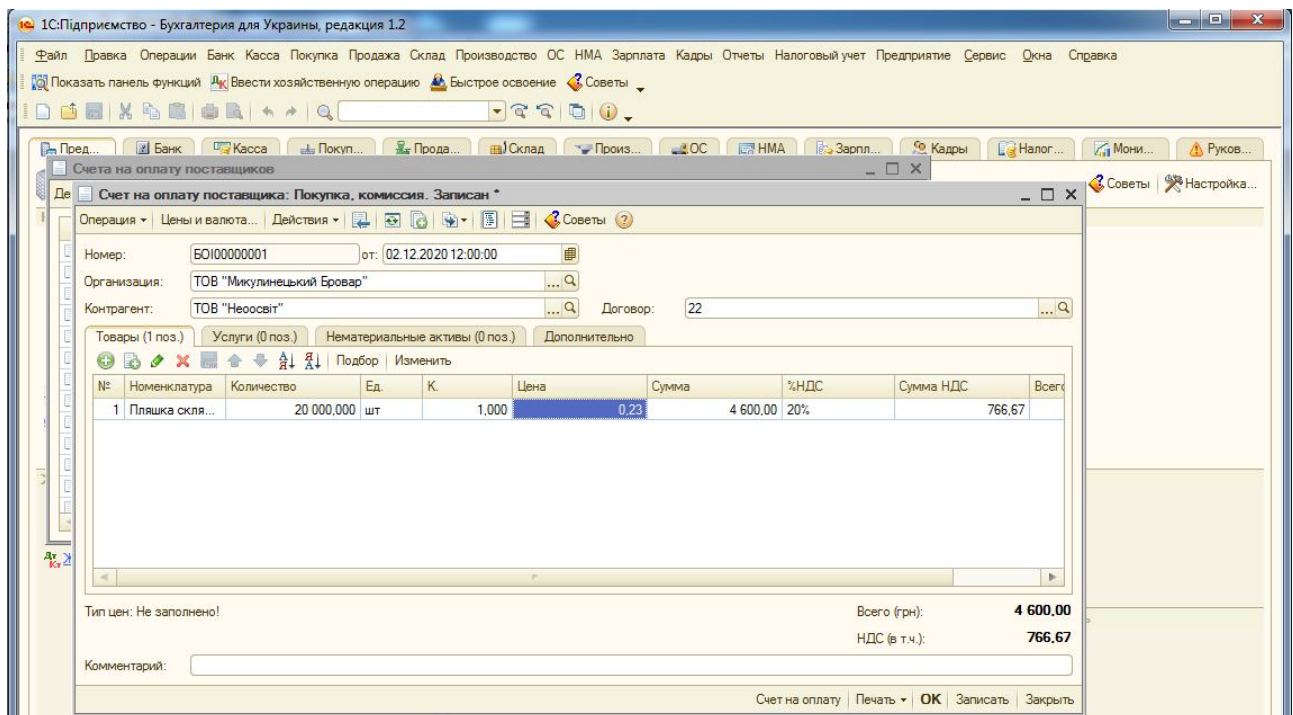 1С:Підприємство - Бухгалтерия для Украины, редакция 1.2
Файл Правка Операции Банк Касса Покупка Продажа Склад Производство ОС НМА Зарплата Кадры Отчеты Налоговый учет Предприятие Сервис Окна Справка
Показать панель функций Ввести хозяйственную операцию Быстрое освоение Советы
Пред... Банк Касса Покуп... Прода... Склад Произ... ОС НМА Зарпл... Кадры Налог... Мони... Руков...
Счета на оплату поставщиков
Советы Настройка...
Де
Счет на оплату поставщика: Покупка, комиссия. Записан *
Операция Цены и валюта... Действия Советы
Номер: БОІ00000001 от: 02.12.2020 12:00:00
Организация: ТОВ "Микулинецький Бровар"
Контрагент: ТОВ "Неоосвіт" Договор: 22
Товары (1 поз.) Услуги (0 поз.) Нематериальные активы (0 поз.) Дополнительно
Подбор Изменить
№ Номенклатура Количество Ед. К. Цена Сумма %НДС Сумма НДС Всего
1 Пляшка скля... 20 000,000 шт 1,000 0,23 4 600,00 20% 766,67
Дт
Кт
Тип цен: Не заполнено! Всего (грн): 4 600,00
НДС (в т.ч.): 766,67
Комментарий:
Счет на оплату Печать OK Записать Закрыть